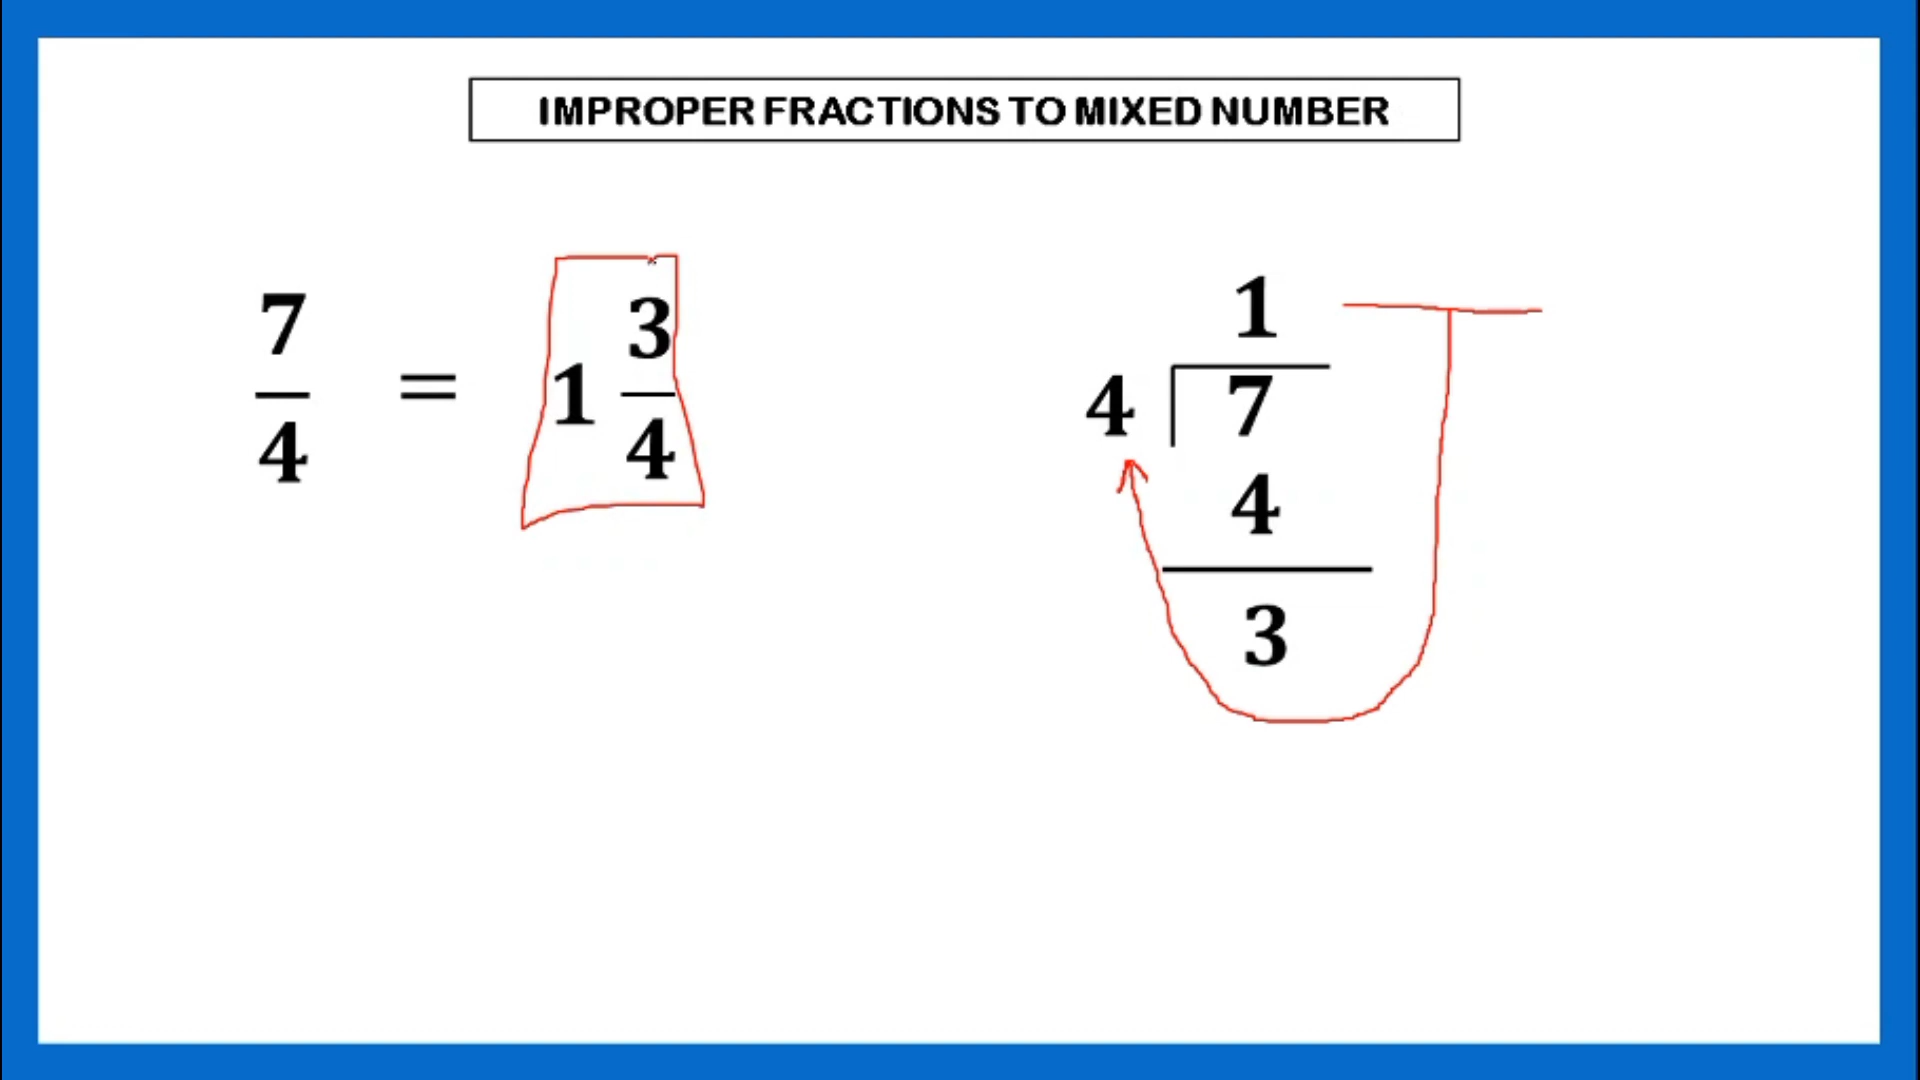 IMPROPER FRACTIONS TO MIXED NUMBER
7/4 = 1 3/4
1
4 7
4
3